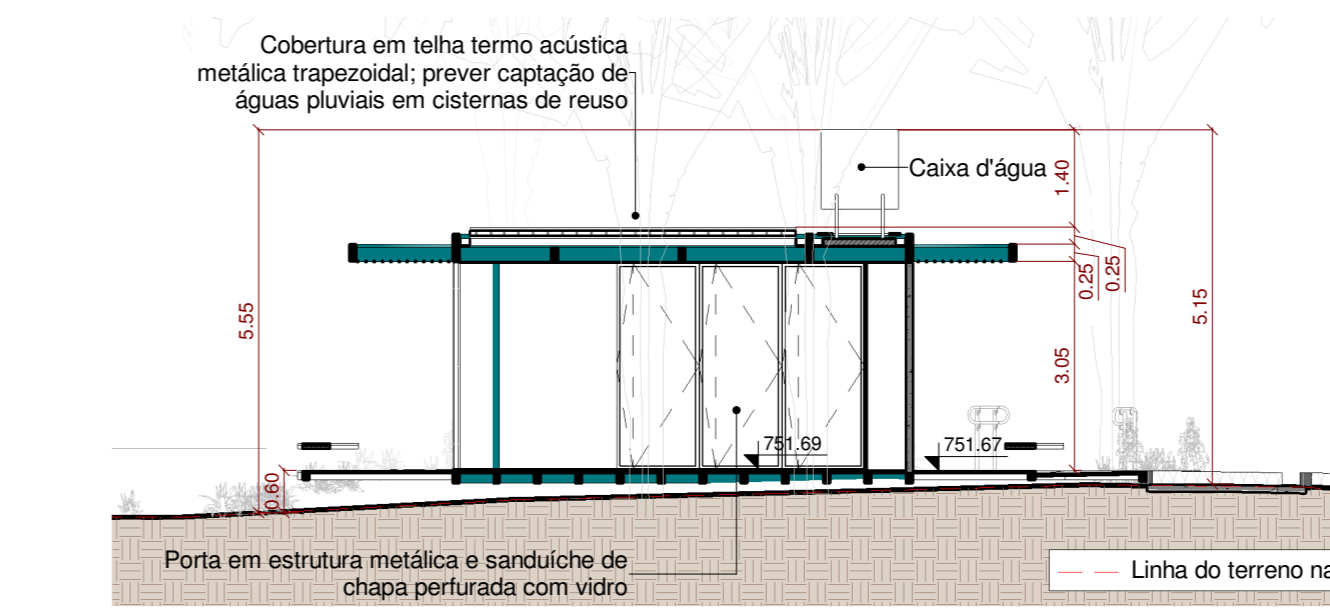 Cobertura em telha termo acústica
metálica trapezoidal; prever captação de
águas pluviais em cisternas de reuso
Caixa d'água
1.40
0.25
0.25
5.55
5.15
3.05
751.69
751.67
0.60
Porta em estrutura metálica e sanduíche de
chapa perfurada com vidro
Linha do terreno na